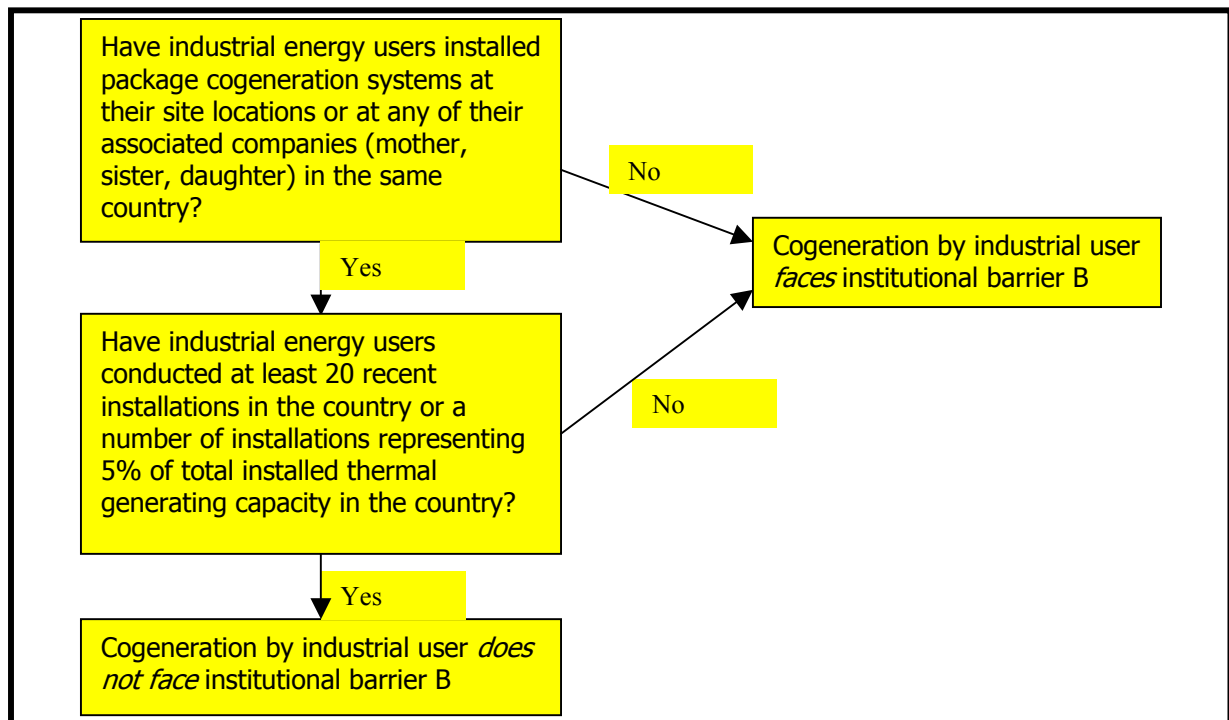 Have industrial energy users installed
package cogeneration systems at
their site locations or at any of their
associated companies (mother,
sister, daughter) in the same
country?
No
Cogeneration by industrial user
faces institutional barrier B
Yes
Have industrial energy users
conducted at least 20 recent
installations in the country or a
number of installations representing
5% of total installed thermal
generating capacity in the country?
No
Yes
Cogeneration by industrial user does
not face institutional barrier B